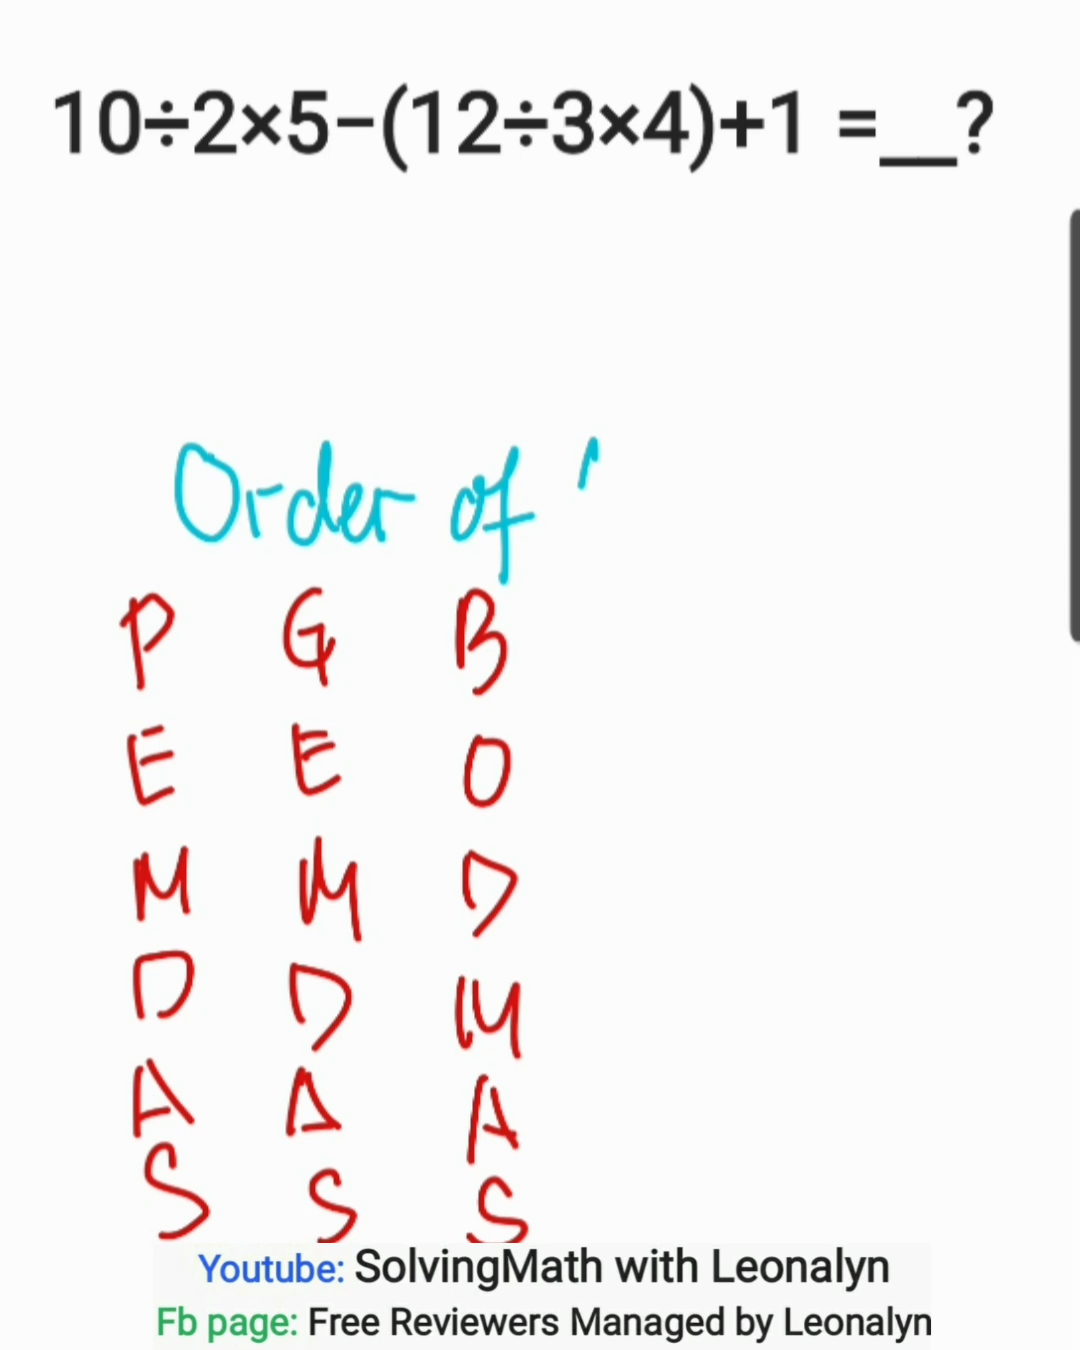 10÷2×5−(12÷3×4)+1 =__?
Order of
P G B
E E O
M M D
D D M
A A A
S S S
Youtube: SolvingMath with Leonalyn
Fb page: Free Reviewers Managed by Leonalyn